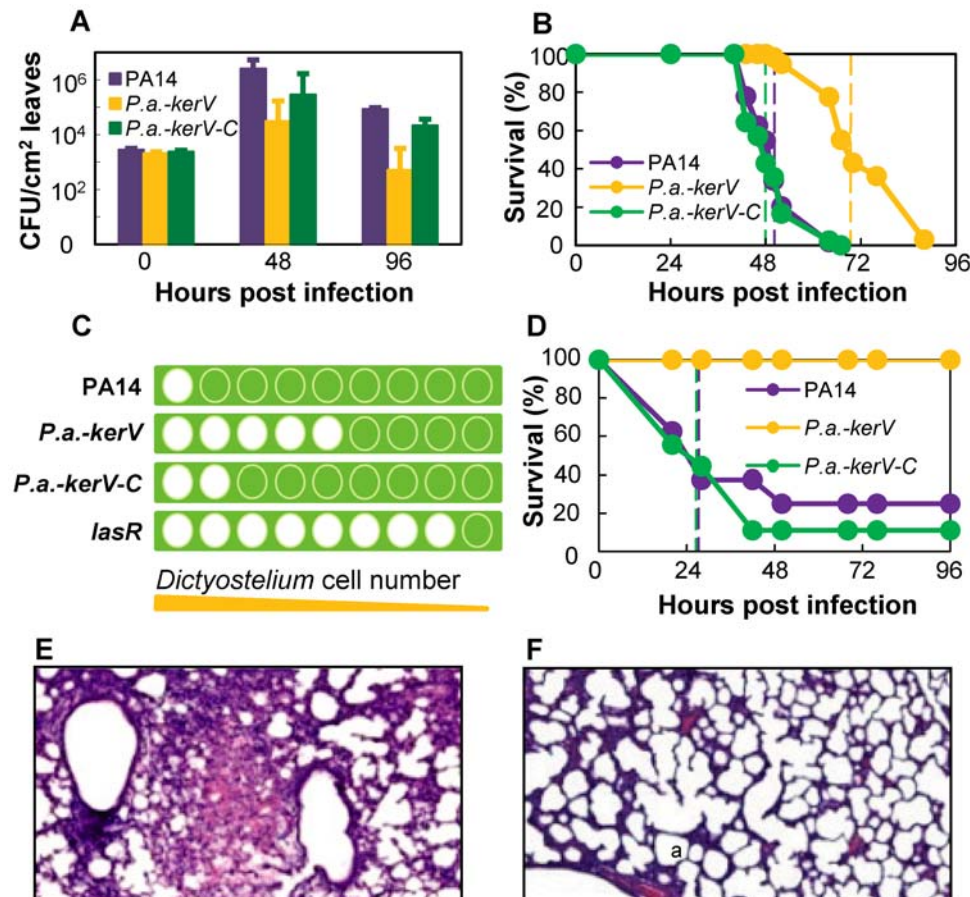 A
CFU/cm² leaves
10⁶
10⁴
10²
0
PA14
P.a.-kerV
P.a.-kerV-C
0 48 96
Hours post infection
B
Survival (%)
100
80
60
40
20
0
PA14
P.a.-kerV
P.a.-kerV-C
0 24 48 72 96
Hours post infection
C
PA14
P.a.-kerV
P.a.-kerV-C
lasR
Dictyostelium cell number
D
Survival (%)
100
80
60
40
20
0
PA14
P.a.-kerV
P.a.-kerV-C
0 24 48 72 96
Hours post infection
E
F
a